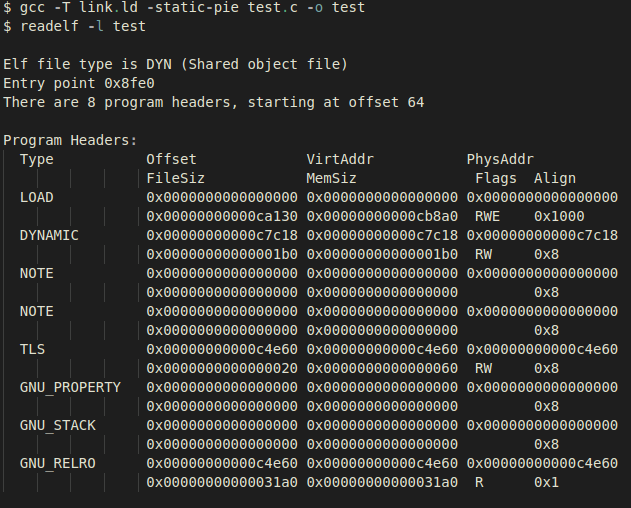 $ gcc -T link.ld -static-pie test.c -o test
$ readelf -l test
Elf file type is DYN (Shared object file)
Entry point 0x8fe0
There are 8 program headers, starting at offset 64
Program Headers:
Type Offset VirtAddr PhysAddr
FileSiz MemSiz Flags Align
LOAD 0x0000000000000000 0x0000000000000000 0x0000000000000000
0x00000000000ca130 0x00000000000cb8a0 RWE 0x1000
DYNAMIC 0x00000000000c7c18 0x00000000000c7c18 0x00000000000c7c18
0x00000000000001b0 0x00000000000001b0 RW 0x8
NOTE 0x0000000000000000 0x0000000000000000 0x0000000000000000
0x0000000000000000 0x0000000000000000 0x8
NOTE 0x0000000000000000 0x0000000000000000 0x0000000000000000
0x0000000000000000 0x0000000000000000 0x8
TLS 0x00000000000c4e60 0x00000000000c4e60 0x00000000000c4e60
0x0000000000000020 0x0000000000000060 RW 0x8
GNU_PROPERTY 0x0000000000000000 0x0000000000000000 0x0000000000000000
0x0000000000000000 0x0000000000000000 0x8
GNU_STACK 0x0000000000000000 0x0000000000000000 0x0000000000000000
0x0000000000000000 0x0000000000000000 0x8
GNU_RELRO 0x00000000000c4e60 0x00000000000c4e60 0x00000000000c4e60
0x00000000000031a0 0x00000000000031a0 R 0x1